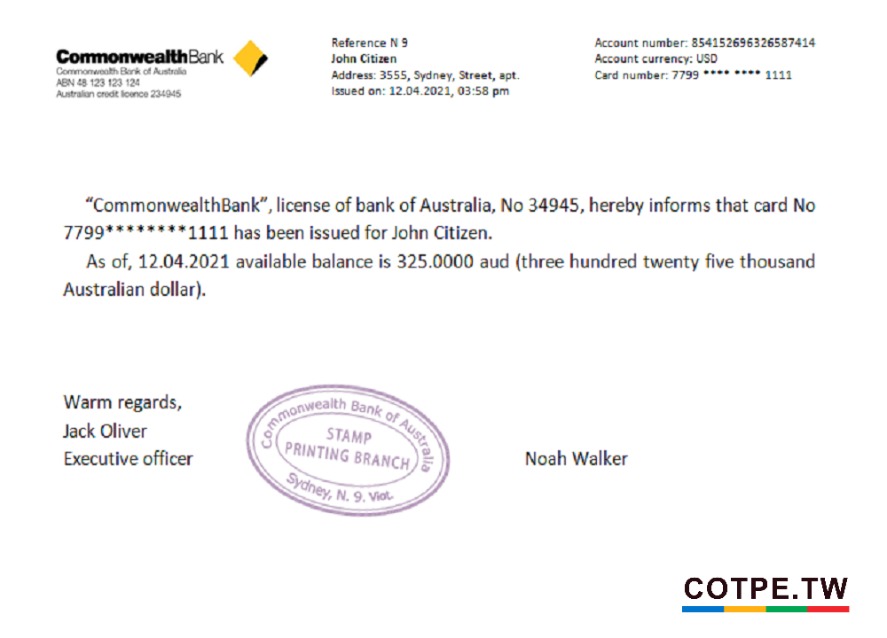 CommonwealthBank
Commonwealth Bank of Australia
ABN 48 123 123 124
Australian credit licence 234945
Reference N 9
John Citizen
Address: 3555, Sydney, Street, apt.
Issued on: 12.04.2021, 03:58 pm
Account number: 854152696326587414
Account currency: USD
Card number: 7799 **** **** 1111
“CommonwealthBank”, license of bank of Australia, No 34945, hereby informs that card No
7799********1111 has been issued for John Citizen.
As of, 12.04.2021 available balance is 325.0000 aud (three hundred twenty five thousand
Australian dollar).
Warm regards,
Jack Oliver
Executive officer
Commonwealth Bank of Australia
STAMP
PRINTING BRANCH
Sydney, N. 9. Viot.
Noah Walker
COTPE.TW